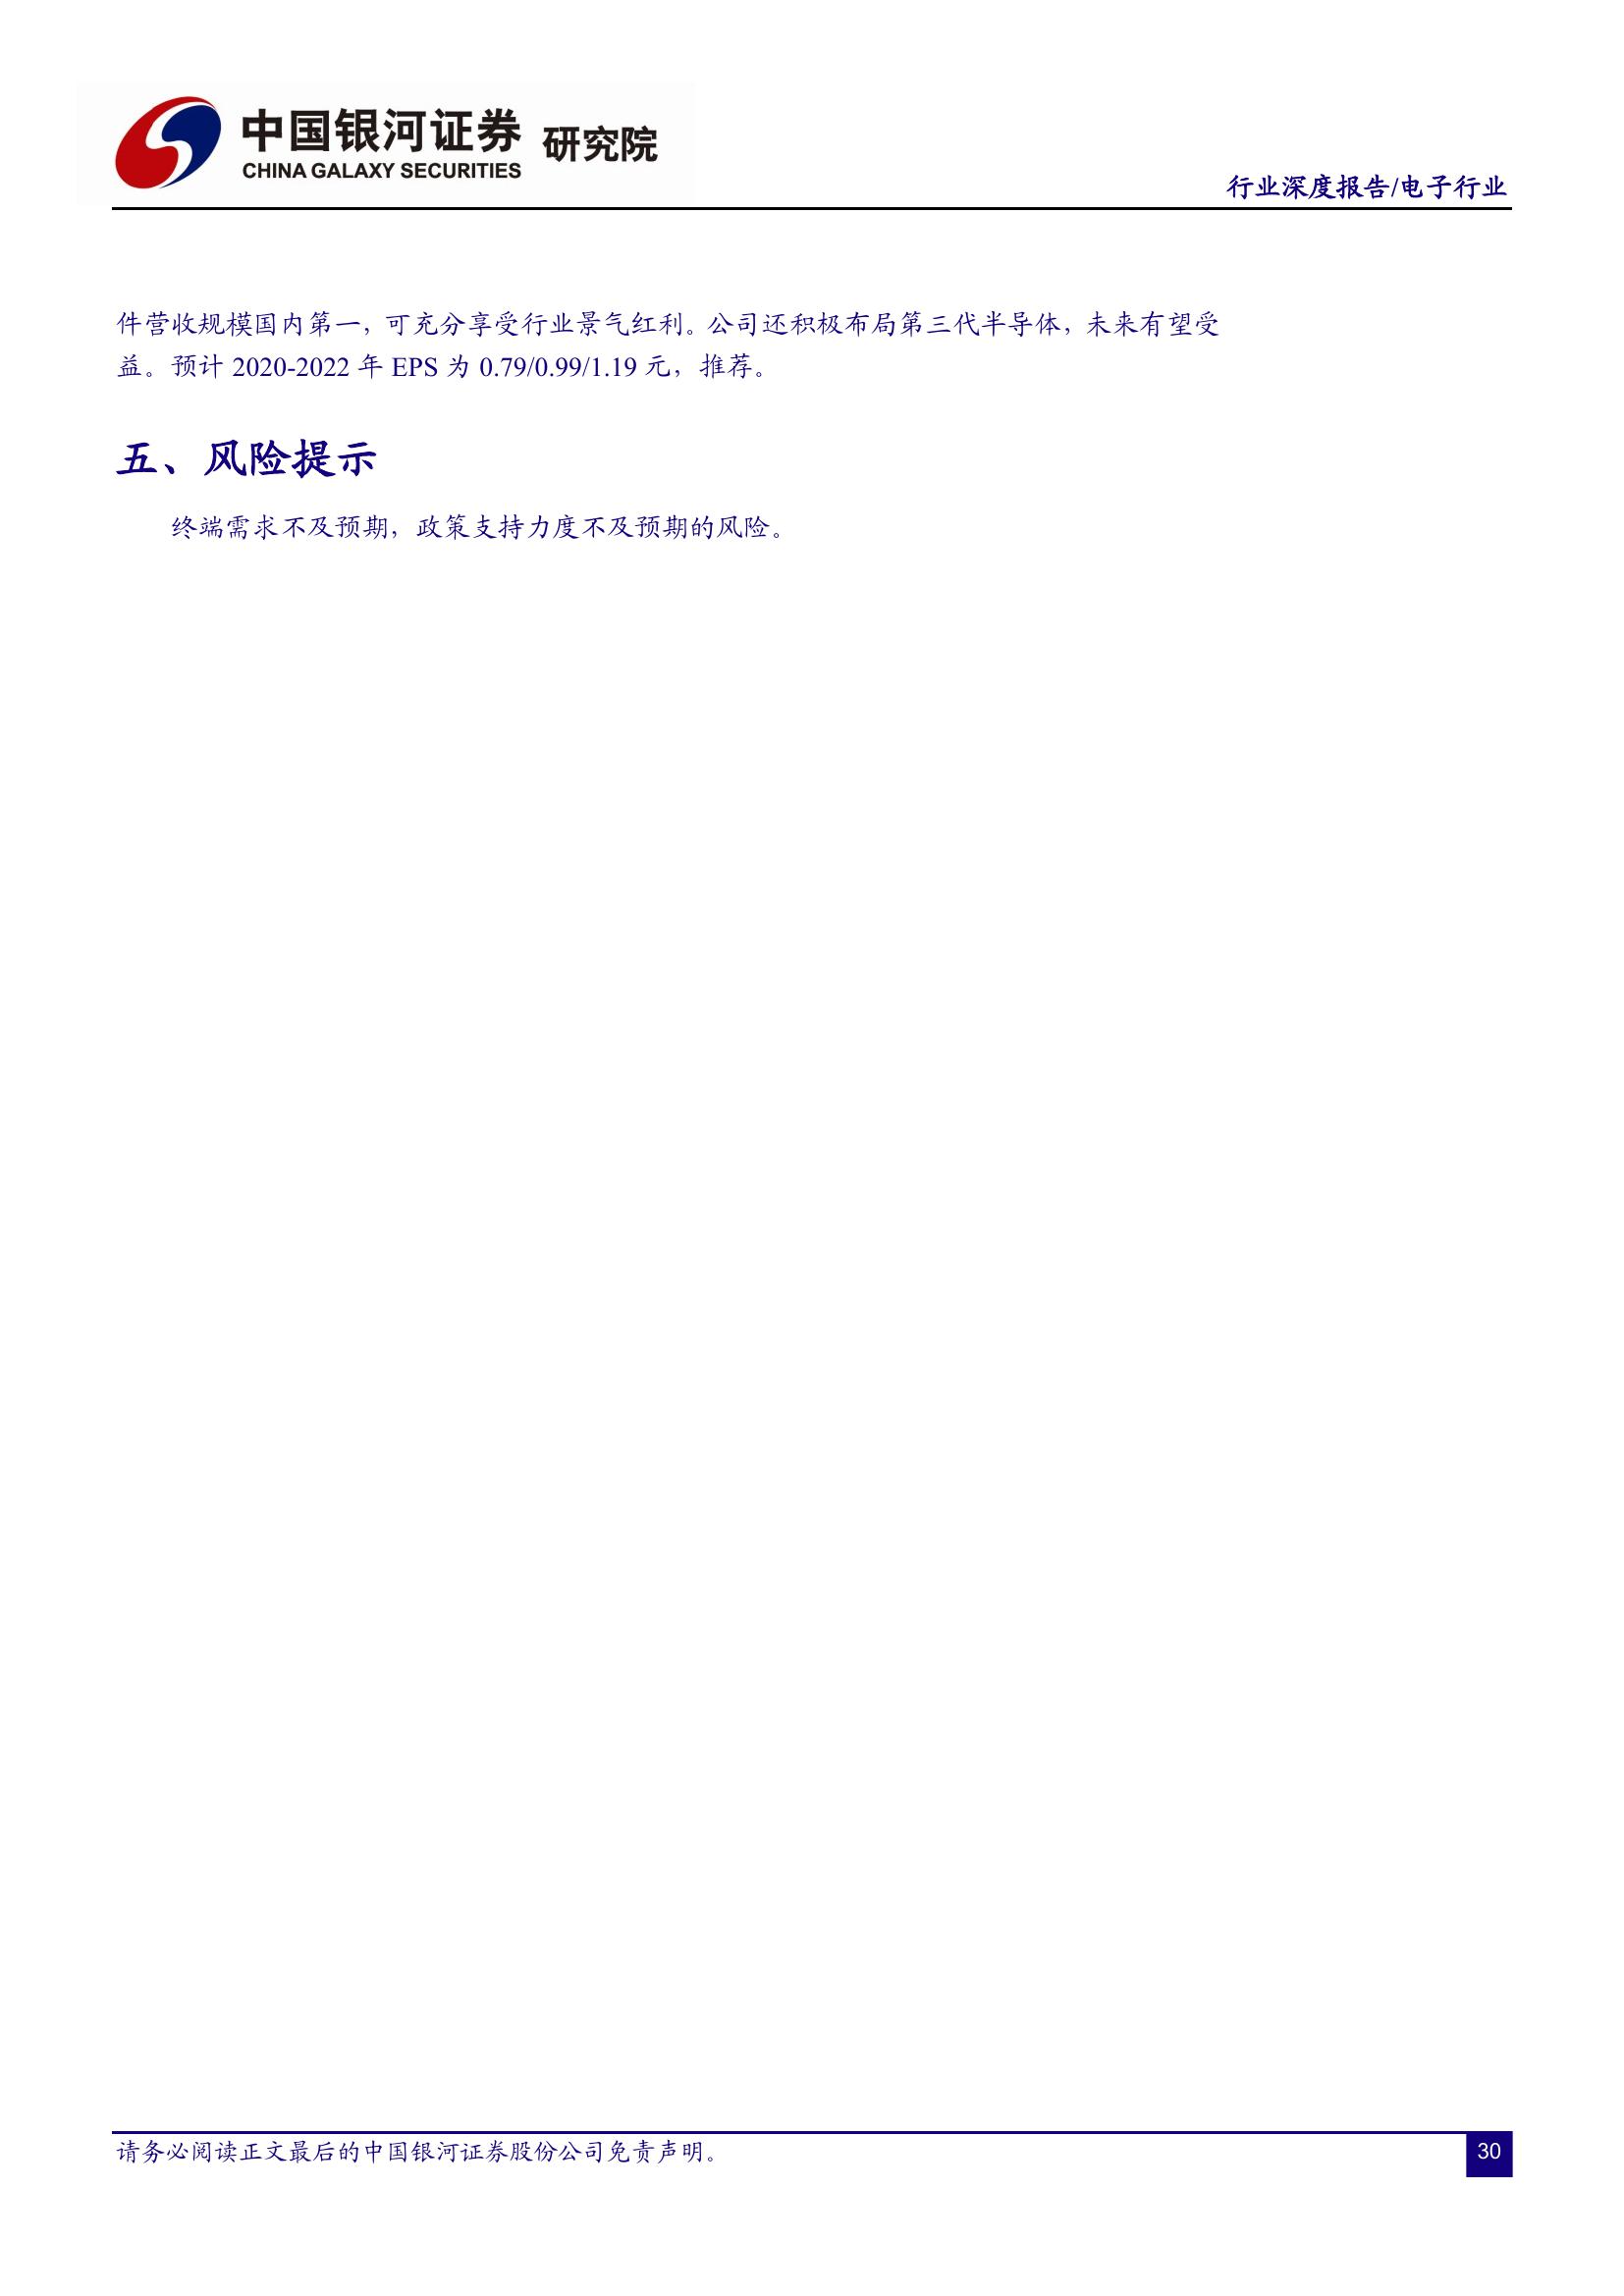 中国银河证券 研究院
CHINA GALAXY SECURITIES
行业深度报告/电子行业
件营收规模国内第一，可充分享受行业景气红利。公司还积极布局第三代半导体，未来有望受
益。预计 2020-2022 年 EPS 为 0.79/0.99/1.19 元，推荐。
五、风险提示
终端需求不及预期，政策支持力度不及预期的风险。
请务必阅读正文最后的中国银河证券股份公司免责声明。
30